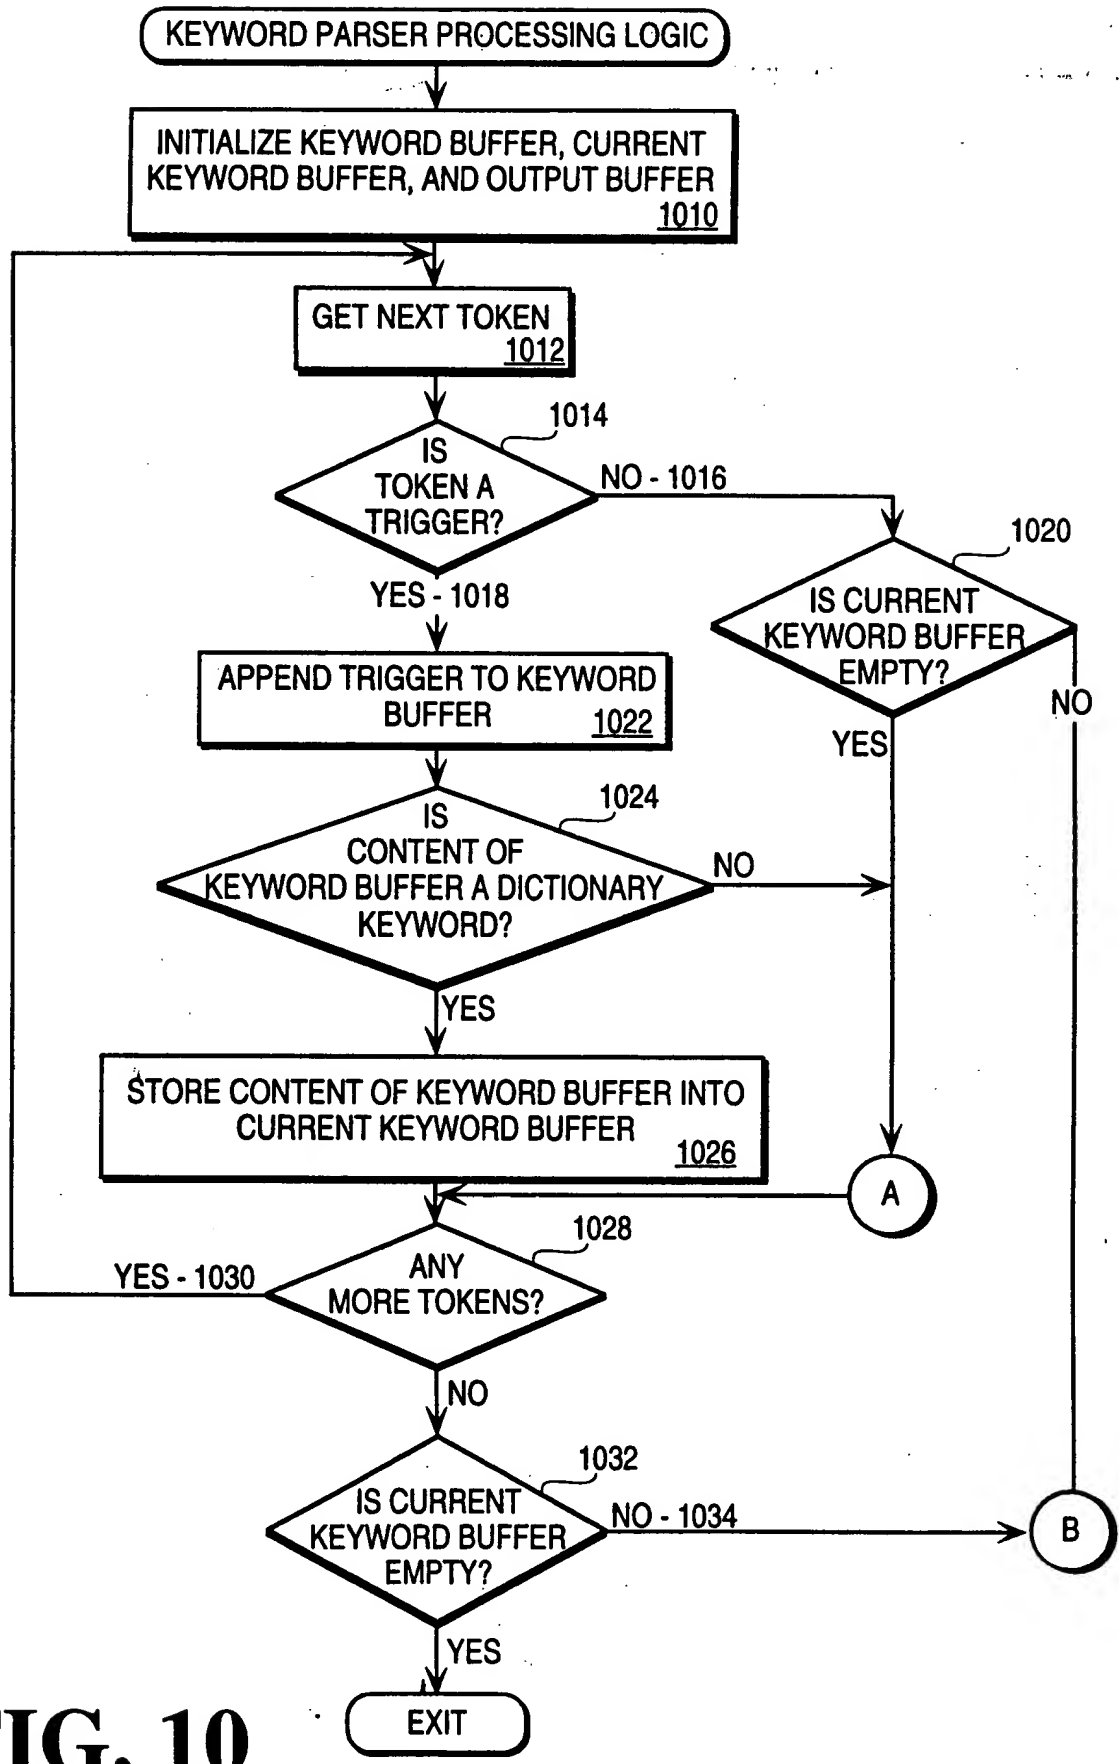 KEYWORD PARSER PROCESSING LOGIC
INITIALIZE KEYWORD BUFFER, CURRENT
KEYWORD BUFFER, AND OUTPUT BUFFER
1010
GET NEXT TOKEN
1012
1014
IS
TOKEN A
TRIGGER?
NO - 1016
YES - 1018
1020
IS CURRENT
KEYWORD BUFFER
EMPTY?
NO
YES
APPEND TRIGGER TO KEYWORD
BUFFER
1022
1024
IS
CONTENT OF
KEYWORD BUFFER A DICTIONARY
KEYWORD?
NO
YES
STORE CONTENT OF KEYWORD BUFFER INTO
CURRENT KEYWORD BUFFER
1026
A
1028
ANY
MORE TOKENS?
YES - 1030
NO
1032
IS CURRENT
KEYWORD BUFFER
EMPTY?
NO - 1034
B
YES
EXIT
FIG. 10